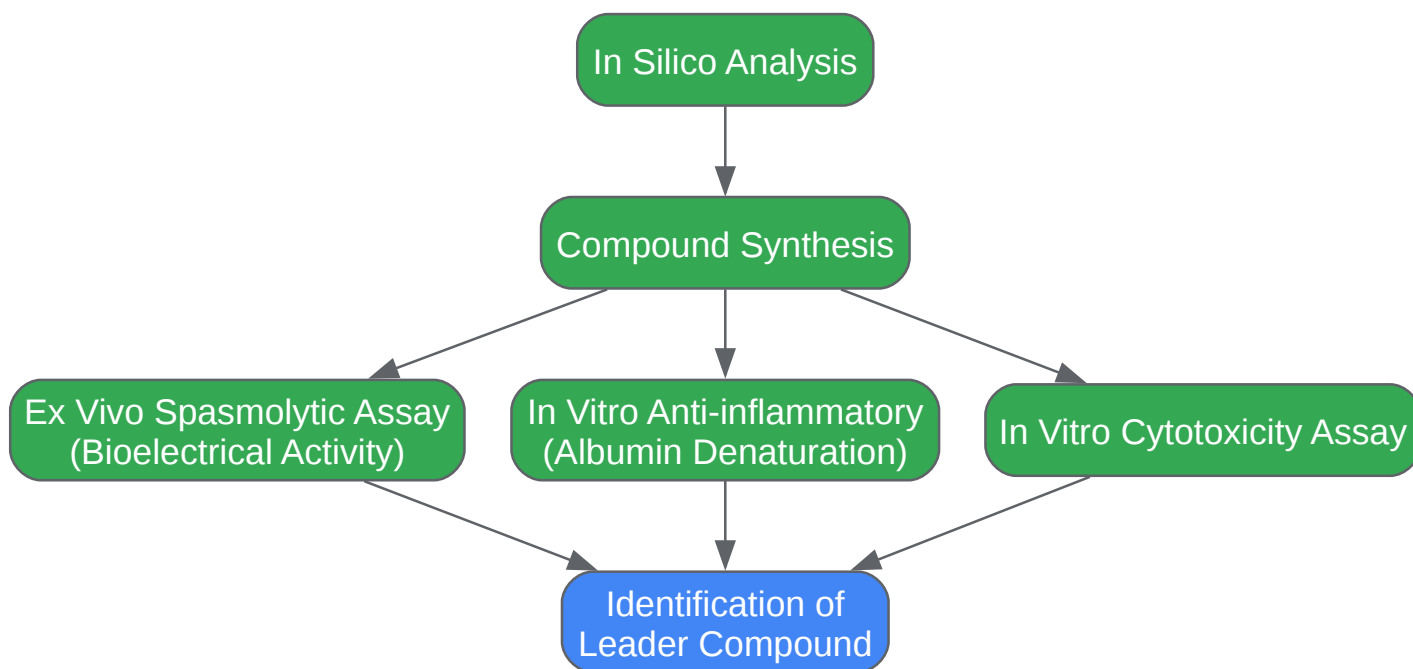 In Silico Analysis
Compound Synthesis
Ex Vivo Spasmolytic Assay
(Bioelectrical Activity)
In Vitro Anti-inflammatory
(Albumin Denaturation)
In Vitro Cytotoxicity Assay
Identification of
Leader Compound